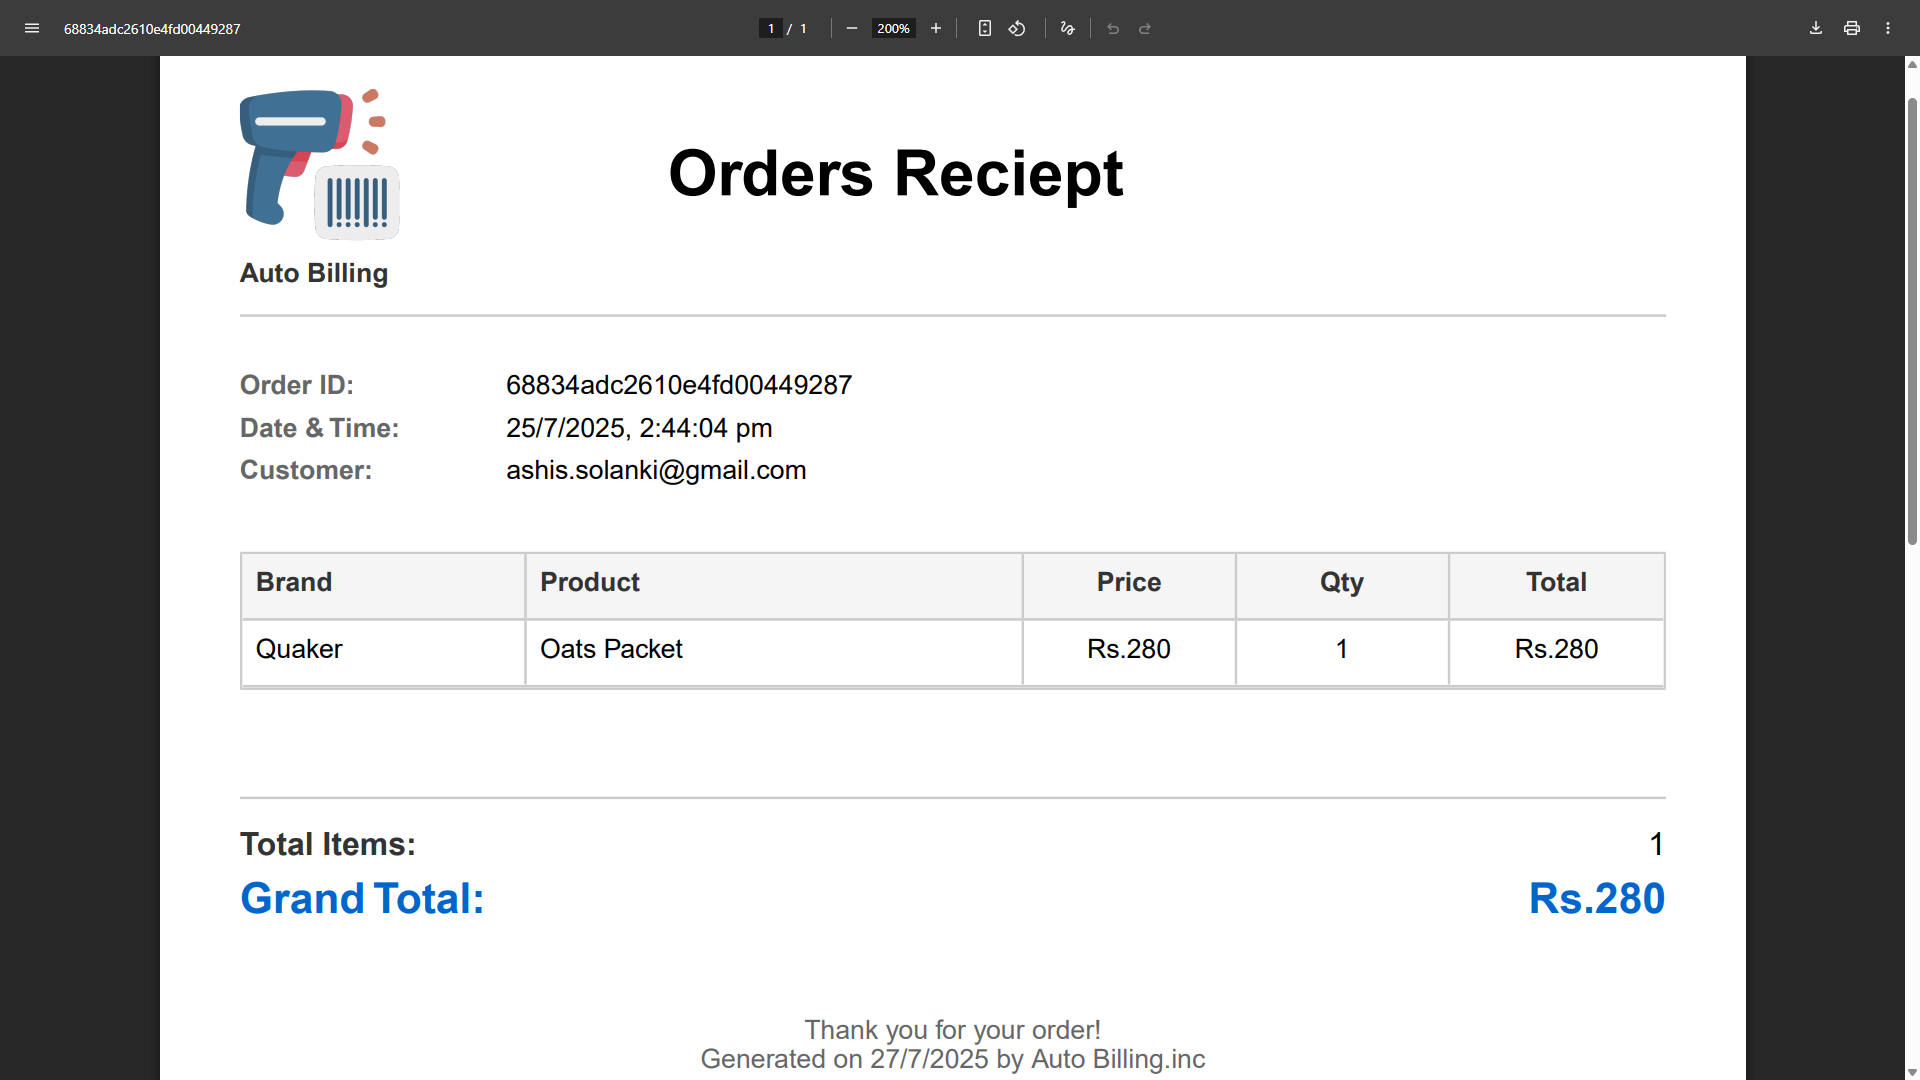 68834adc2610e4fd00449287
1 / 1
200%
Orders Reciept
Auto Billing
Order ID: 68834adc2610e4fd00449287
Date & Time: 25/7/2025, 2:44:04 pm
Customer: ashis.solanki@gmail.com
Brand Product Price Qty Total
Quaker Oats Packet Rs.280 1 Rs.280
Total Items: 1
Grand Total: Rs.280
Thank you for your order!
Generated on 27/7/2025 by Auto Billing.inc